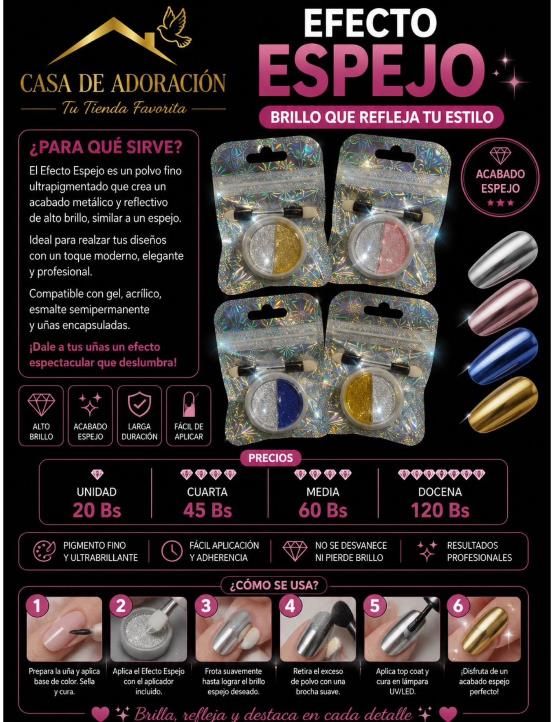 CASA DE ADORACIÓN
Tu Tienda Favorita
EFECTO
ESPEJO
BRILLO QUE REFLEJA TU ESTILO
¿PARA QUÉ SIRVE?
El Efecto Espejo es un polvo fino
ultrapigmentado que crea un
acabado metálico y reflectivo
de alto brillo, similar a un espejo.
Ideal para realzar tus diseños
con un toque moderno, elegante
y profesional.
Compatible con gel, acrílico,
esmalte semipermanente
y uñas encapsuladas.
¡Dale a tus uñas un efecto
espectacular que deslumbra!
ACABADO
ESPEJO
ALTO
BRILLO
ACABADO
ESPEJO
LARGA
DURACIÓN
FÁCIL DE
APLICAR
PRECIOS
UNIDAD
20 Bs
CUARTA
45 Bs
MEDIA
60 Bs
DOCENA
120 Bs
PIGMENTO FINO
Y ULTRABRILLANTE
FÁCIL APLICACIÓN
Y ADHERENCIA
NO SE DESVANECE
NI PIERDE BRILLO
RESULTADOS
PROFESIONALES
¿CÓMO SE USA?
1
Prepara la uña y aplica
base de color. Sella
y cura.
2
Aplica el Efecto Espejo
con el aplicador
incluido.
3
Frota suavemente
hasta lograr el brillo
espejo deseado.
4
Retira el exceso
de polvo con una
brocha suave.
5
Aplica top coat y
cura en lámpara
UV/LED.
6
¡Disfruta de un
acabado espejo
perfecto!
Brilla, refleja y destaca en cada detalle